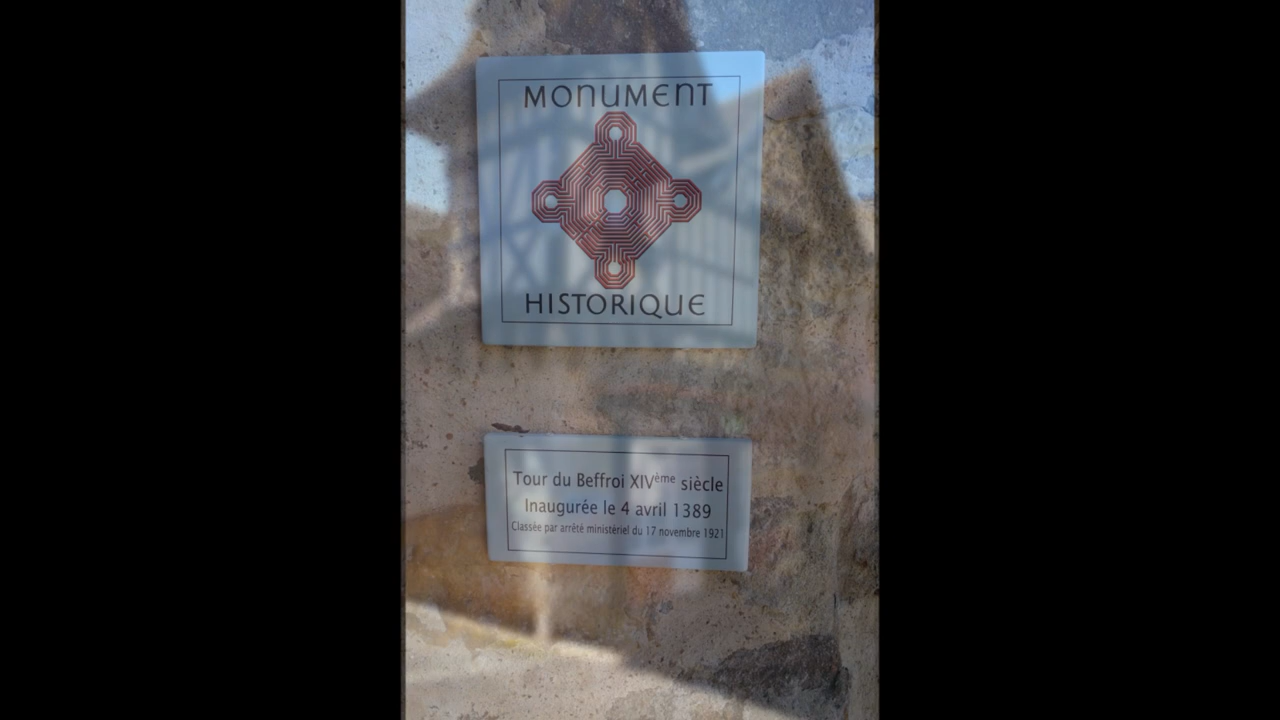 MONUMENT
HISTORIQUE
Tour du Beffroi XIVème siècle
Inaugurée le 4 avril 1389
Classée par arrêté ministériel du 17 novembre 1921